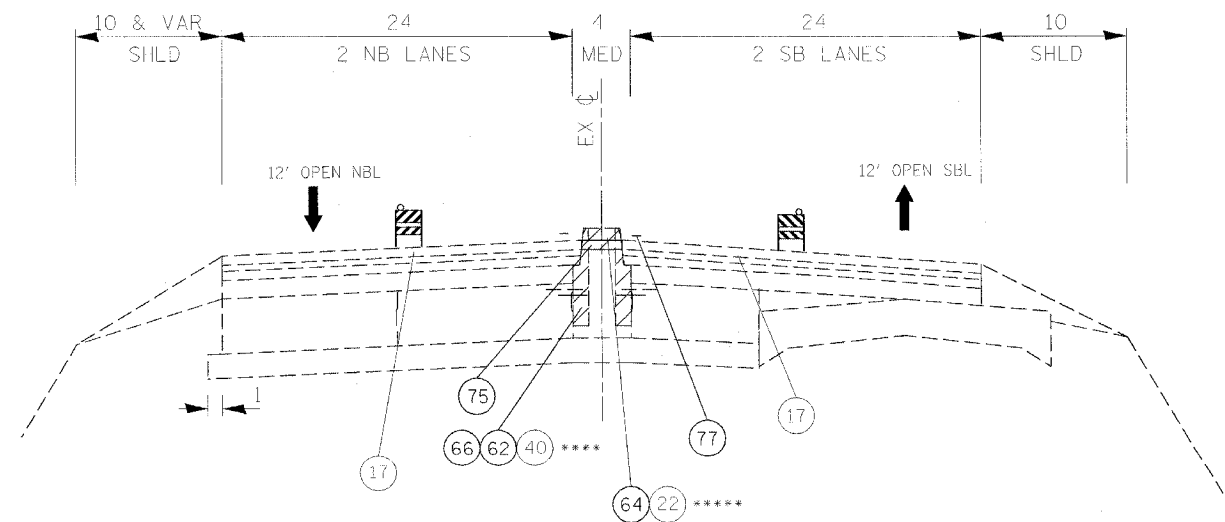 10 & VAR
SHLD
24
2 NB LANES
4
MED
24
2 SB LANES
10
SHLD
EX ℄
12' OPEN NBL
12' OPEN SBL
1
75
77
17
66 62 40 ****
17
64 22 *****